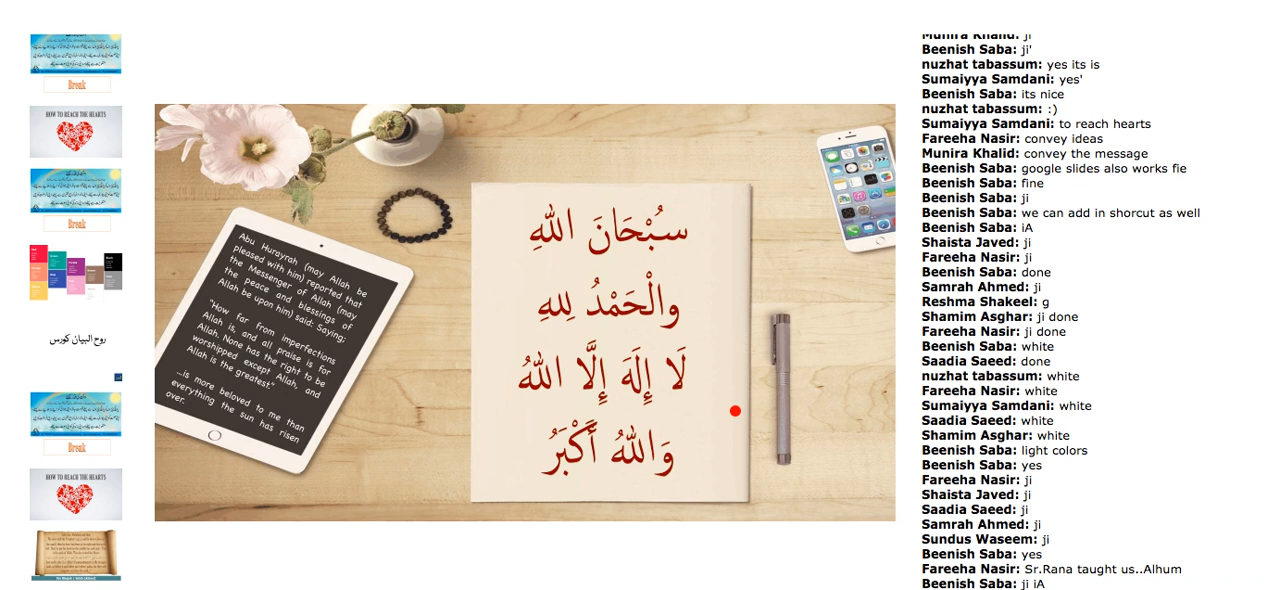 Break
HOW TO REACH THE HEARTS
Break
روح البيان كورس
Break
HOW TO REACH THE HEARTS
Abu Hurayrah (may Allah be
pleased with him) reported that
the Messenger of Allah (may
the peace and blessings of
Allah be upon him) said: Saying;
"How far from imperfections
Allah is, and all praise is for
Allah. None has the right to be
worshipped except Allah, and
Allah is the greatest."
...is more beloved to me than
everything the sun has risen
over.
سُبْحَانَ اللهِ
والْحَمْدُ لِلهِ
لَا إِلَهَ إِلَّا اللهُ
وَاللهُ أَكْبَرُ
Munira Khalid: ji
Beenish Saba: ji'
nuzhat tabassum: yes its is
Sumaiyya Samdani: yes'
Beenish Saba: its nice
nuzhat tabassum: :)
Sumaiyya Samdani: to reach hearts
Fareeha Nasir: convey ideas
Munira Khalid: convey the message
Beenish Saba: google slides also works fie
Beenish Saba: fine
Beenish Saba: ji
Beenish Saba: we can add in shorcut as well
Beenish Saba: iA
Shaista Javed: ji
Fareeha Nasir: ji
Beenish Saba: done
Samrah Ahmed: ji
Reshma Shakeel: g
Shamim Asghar: ji done
Fareeha Nasir: ji done
Beenish Saba: white
Saadia Saeed: done
nuzhat tabassum: white
Fareeha Nasir: white
Sumaiyya Samdani: white
Saadia Saeed: white
Shamim Asghar: white
Beenish Saba: light colors
Beenish Saba: yes
Fareeha Nasir: ji
Shaista Javed: ji
Saadia Saeed: ji
Samrah Ahmed: ji
Sundus Waseem: ji
Beenish Saba: yes
Fareeha Nasir: Sr.Rana taught us..Alhum
Beenish Saba: ji iA